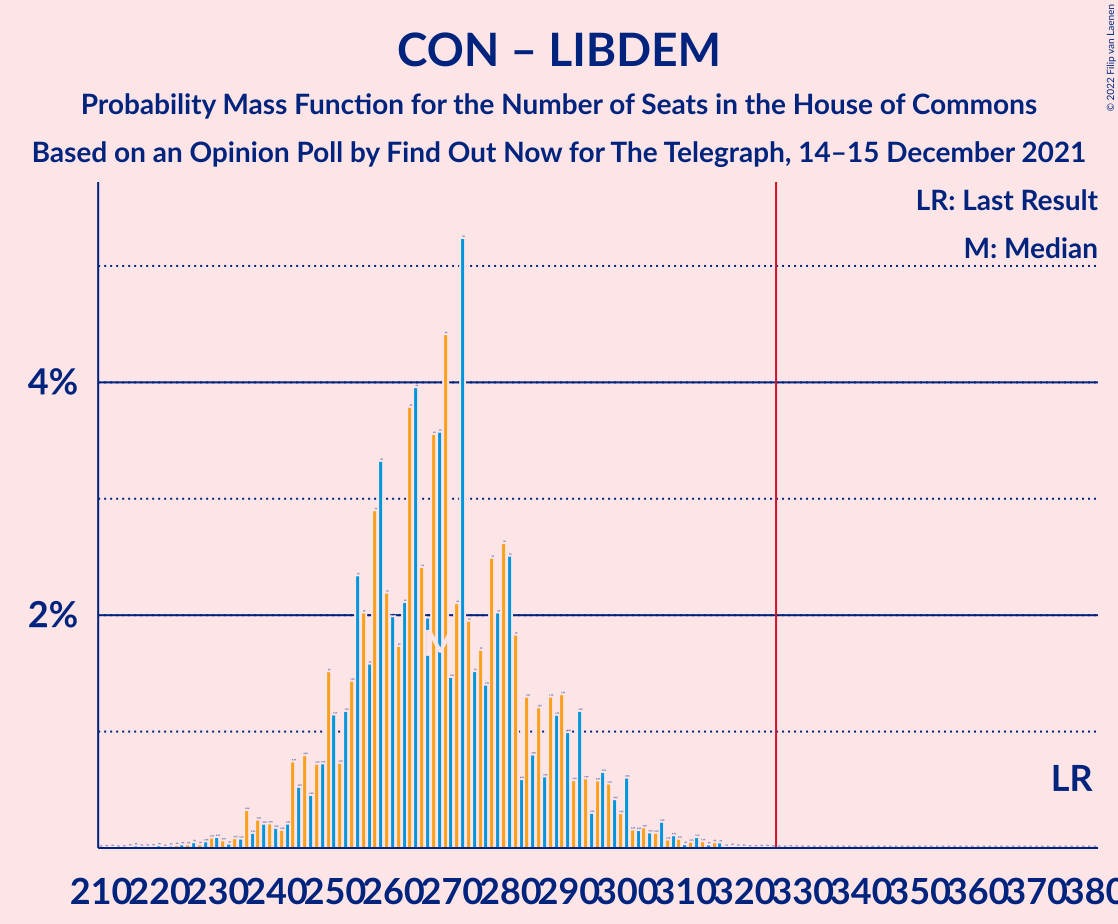 CON – LIBDEM
Probability Mass Function for the Number of Seats in the House of Commons
Based on an Opinion Poll by Find Out Now for The Telegraph, 14–15 December 2021
© 2022 Filip van Laenen
LR: Last Result
M: Median
4%
2%
M
LR
210 220 230 240 250 260 270 280 290 300 310 320 330 340 350 360 370 380